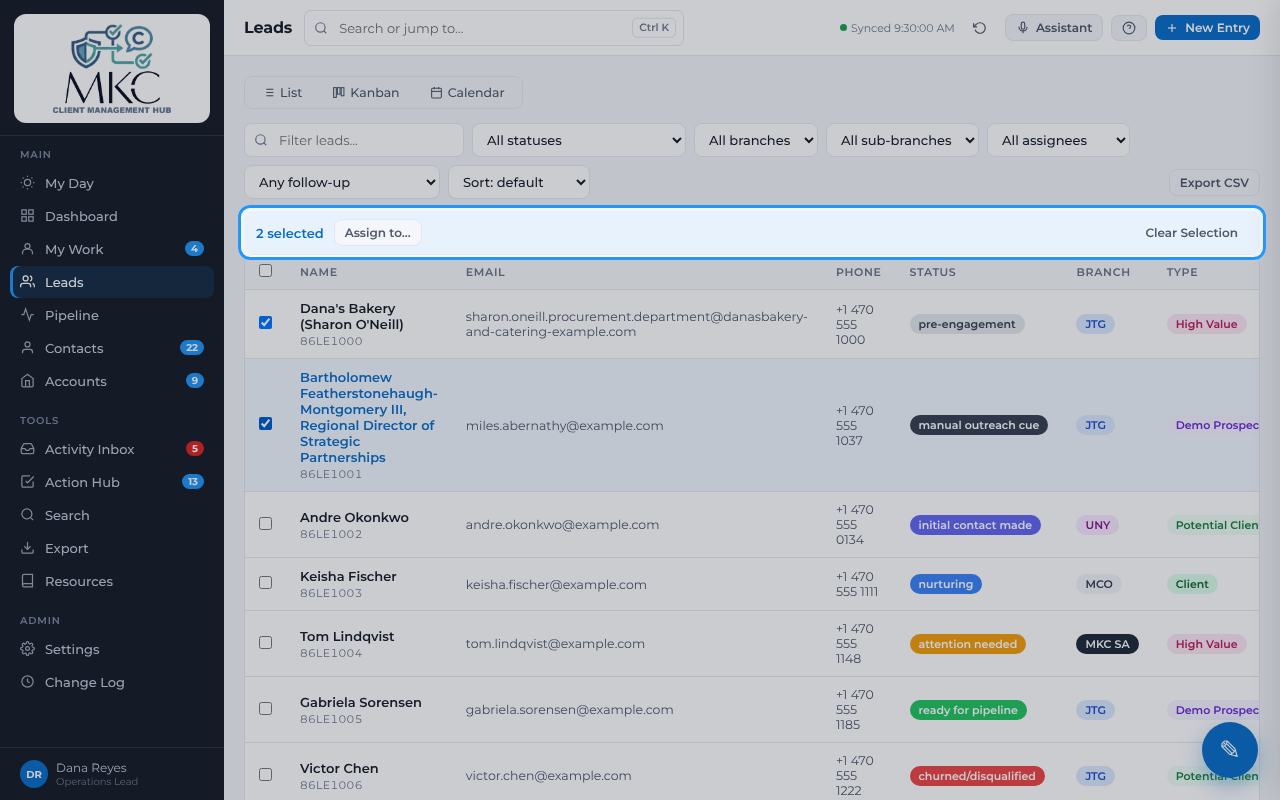 MKC
CLIENT MANAGEMENT HUB
MAIN
My Day
Dashboard
My Work 4
Leads
Pipeline
Contacts 22
Accounts 9
TOOLS
Activity Inbox 5
Action Hub 13
Search
Export
Resources
ADMIN
Settings
Change Log
DR
Dana Reyes
Operations Lead
Leads
Search or jump to... Ctrl K
Synced 9:30:00 AM
Assistant
+ New Entry
List Kanban Calendar
Filter leads... All statuses All branches All sub-branches All assignees
Any follow-up Sort: default Export CSV
2 selected Assign to... Clear Selection
NAME EMAIL PHONE STATUS BRANCH TYPE
Dana's Bakery
(Sharon O'Neill)
86LE1000
sharon.oneill.procurement.department@danasbakery-
and-catering-example.com
+1 470
555
1000
pre-engagement
JTG
High Value
Bartholomew
Featherstonehaugh-
Montgomery III,
Regional Director of
Strategic
Partnerships
86LE1001
miles.abernathy@example.com
+1 470
555
1037
manual outreach cue
JTG
Demo Prospec
Andre Okonkwo
86LE1002
andre.okonkwo@example.com
+1 470
555
0134
initial contact made
UNY
Potential Clien
Keisha Fischer
86LE1003
keisha.fischer@example.com
+1 470
555 1111
nurturing
MCO
Client
Tom Lindqvist
86LE1004
tom.lindqvist@example.com
+1 470
555
1148
attention needed
MKC SA
High Value
Gabriela Sorensen
86LE1005
gabriela.sorensen@example.com
+1 470
555
1185
ready for pipeline
JTG
Demo Prospec
Victor Chen
86LE1006
victor.chen@example.com
+1 470
555
1222
churned/disqualified
JTG
Potential Clien